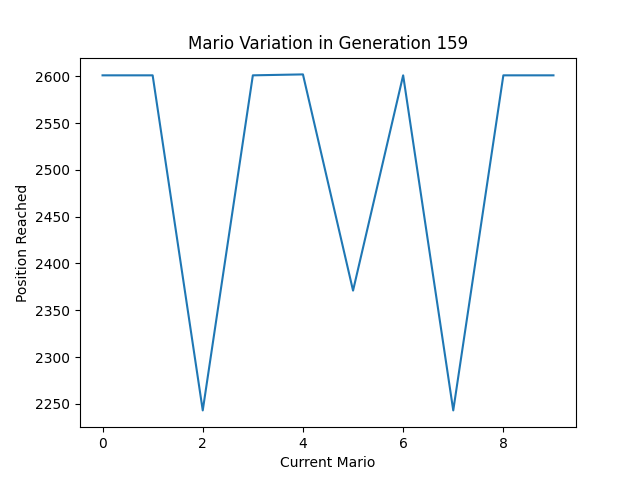 Mario Variation in Generation 159
2600
2550
2500
2450
2400
2350
2300
2250
Position Reached
0 2 4 6 8
Current Mario